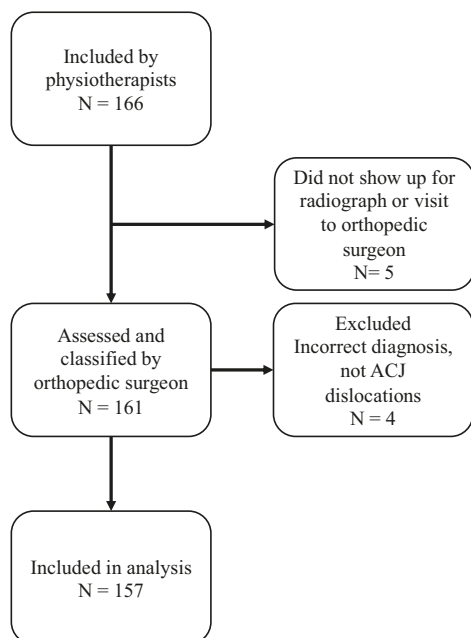 Included by
physiotherapists
N = 166
Did not show up for
radiograph or visit
to orthopedic
surgeon
N= 5
Assessed and
classified by
orthopedic surgeon
N = 161
Excluded
Incorrect diagnosis,
not ACJ
dislocations
N = 4
Included in analysis
N = 157